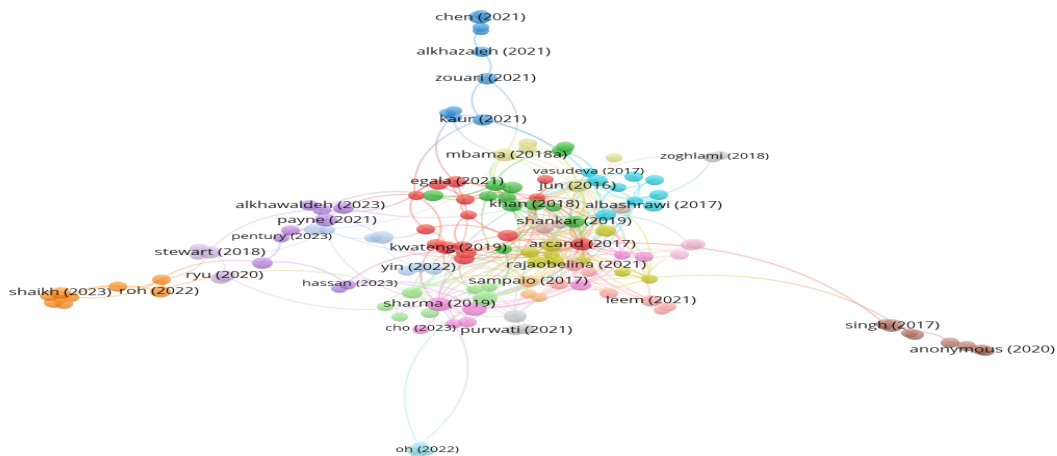 chen (2021)
alkhazaleh (2021)
zouari (2021)
kaur (2021)
mbama (2018a)
zoghlami (2018)
vasudeva (2017)
egala (2021)
jun (2016)
alkhawaldeh (2023)
khan (2018)
albashrawi (2017)
payne (2021)
shankar (2019)
pentury (2023)
kwateng (2019)
arcand (2017)
stewart (2018)
yin (2022)
rajaobelina (2021)
ryu (2020)
hassan (2023)
sampaio (2017)
shaikh (2023)
roh (2022)
sharma (2019)
leem (2021)
cho (2023)
purwati (2021)
singh (2017)
anonymous (2020)
oh (2022)